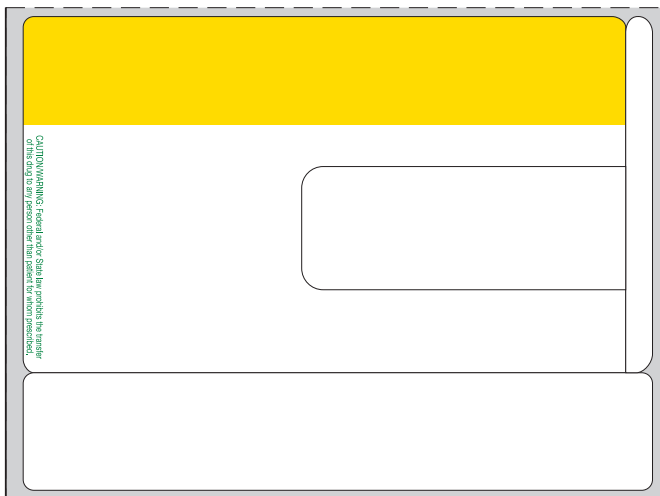 CAUTION/WARNING: Federal and/or State law prohibits the transfer
of this drug to any person other than patient for whom prescribed.